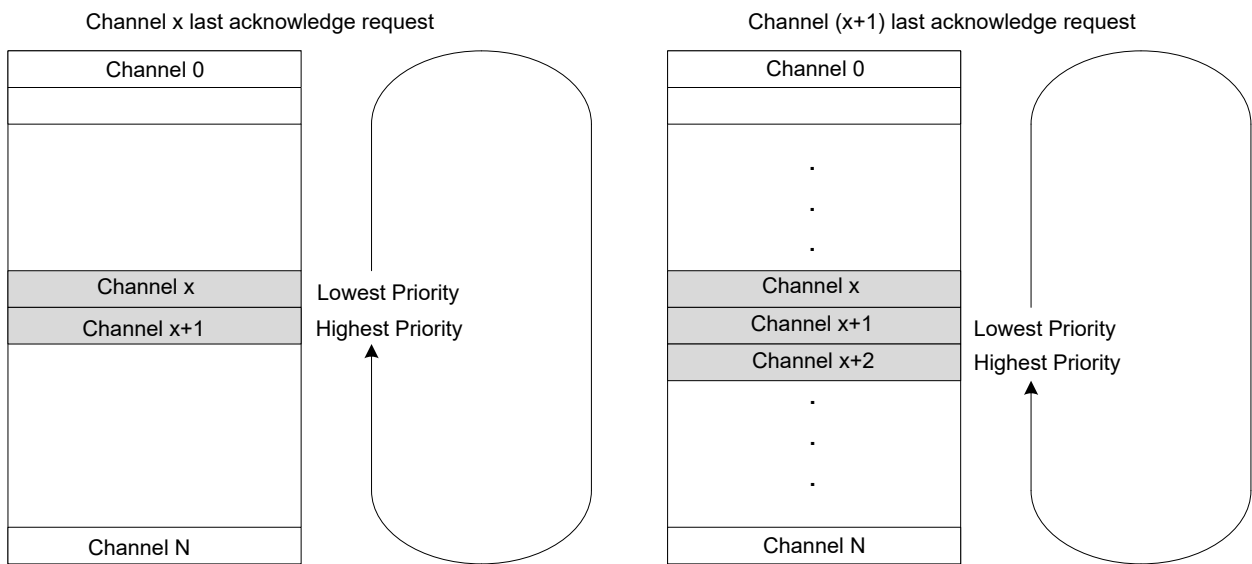 Channel x last acknowledge request
Channel 0
Channel x
Lowest Priority
Channel x+1
Highest Priority
Channel N
Channel (x+1) last acknowledge request
Channel 0
.
.
.
Channel x
Channel x+1
Lowest Priority
Channel x+2
Highest Priority
.
.
.
Channel N